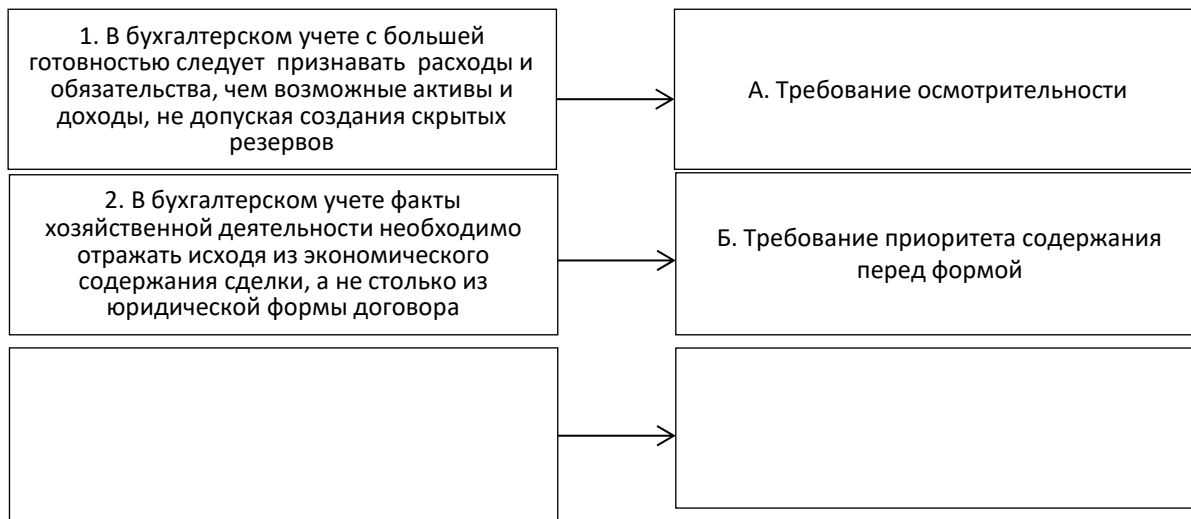 1. В бухгалтерском учете с большей
готовностью следует признавать расходы и
обязательства, чем возможные активы и
доходы, не допуская создания скрытых
резервов
А. Требование осмотрительности
2. В бухгалтерском учете факты
хозяйственной деятельности необходимо
отражать исходя из экономического
содержания сделки, а не столько из
юридической формы договора
Б. Требование приоритета содержания
перед формой